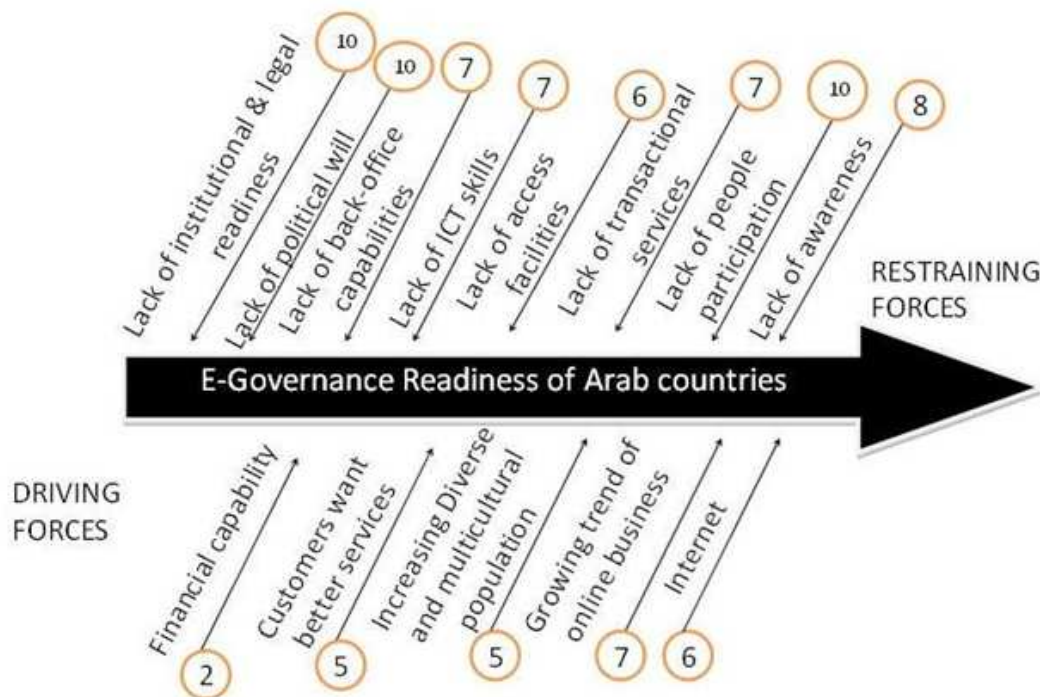 10
10
7
7
6
7
10
8
Lack of institutional & legal
readiness
Lack of political will
Lack of back-office
capabilities
Lack of ICT skills
Lack of access
facilities
Lack of transactional
services
Lack of people
participation
Lack of awareness
RESTRAINING
FORCES
E-Governance Readiness of Arab countries
DRIVING
FORCES
Financial capability
Customers want
better services
Increasing Diverse
and multicultural
population
Growing trend of
online business
Internet
2
5
5
7
6